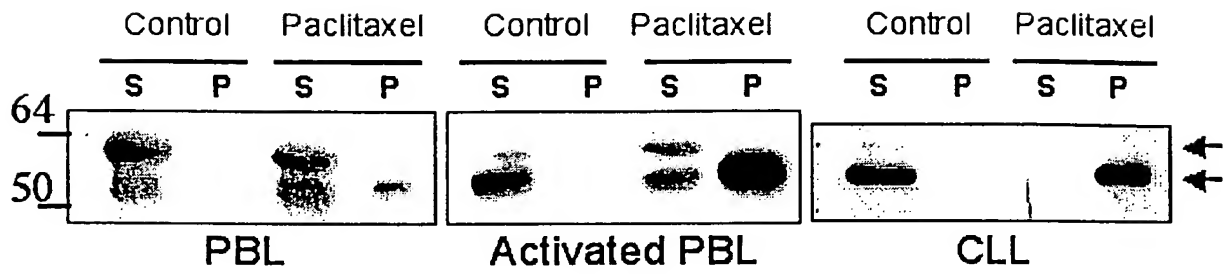 Control Paclitaxel Control Paclitaxel Control Paclitaxel
S P S P S P S P S P S P
64
50
PBL Activated PBL CLL